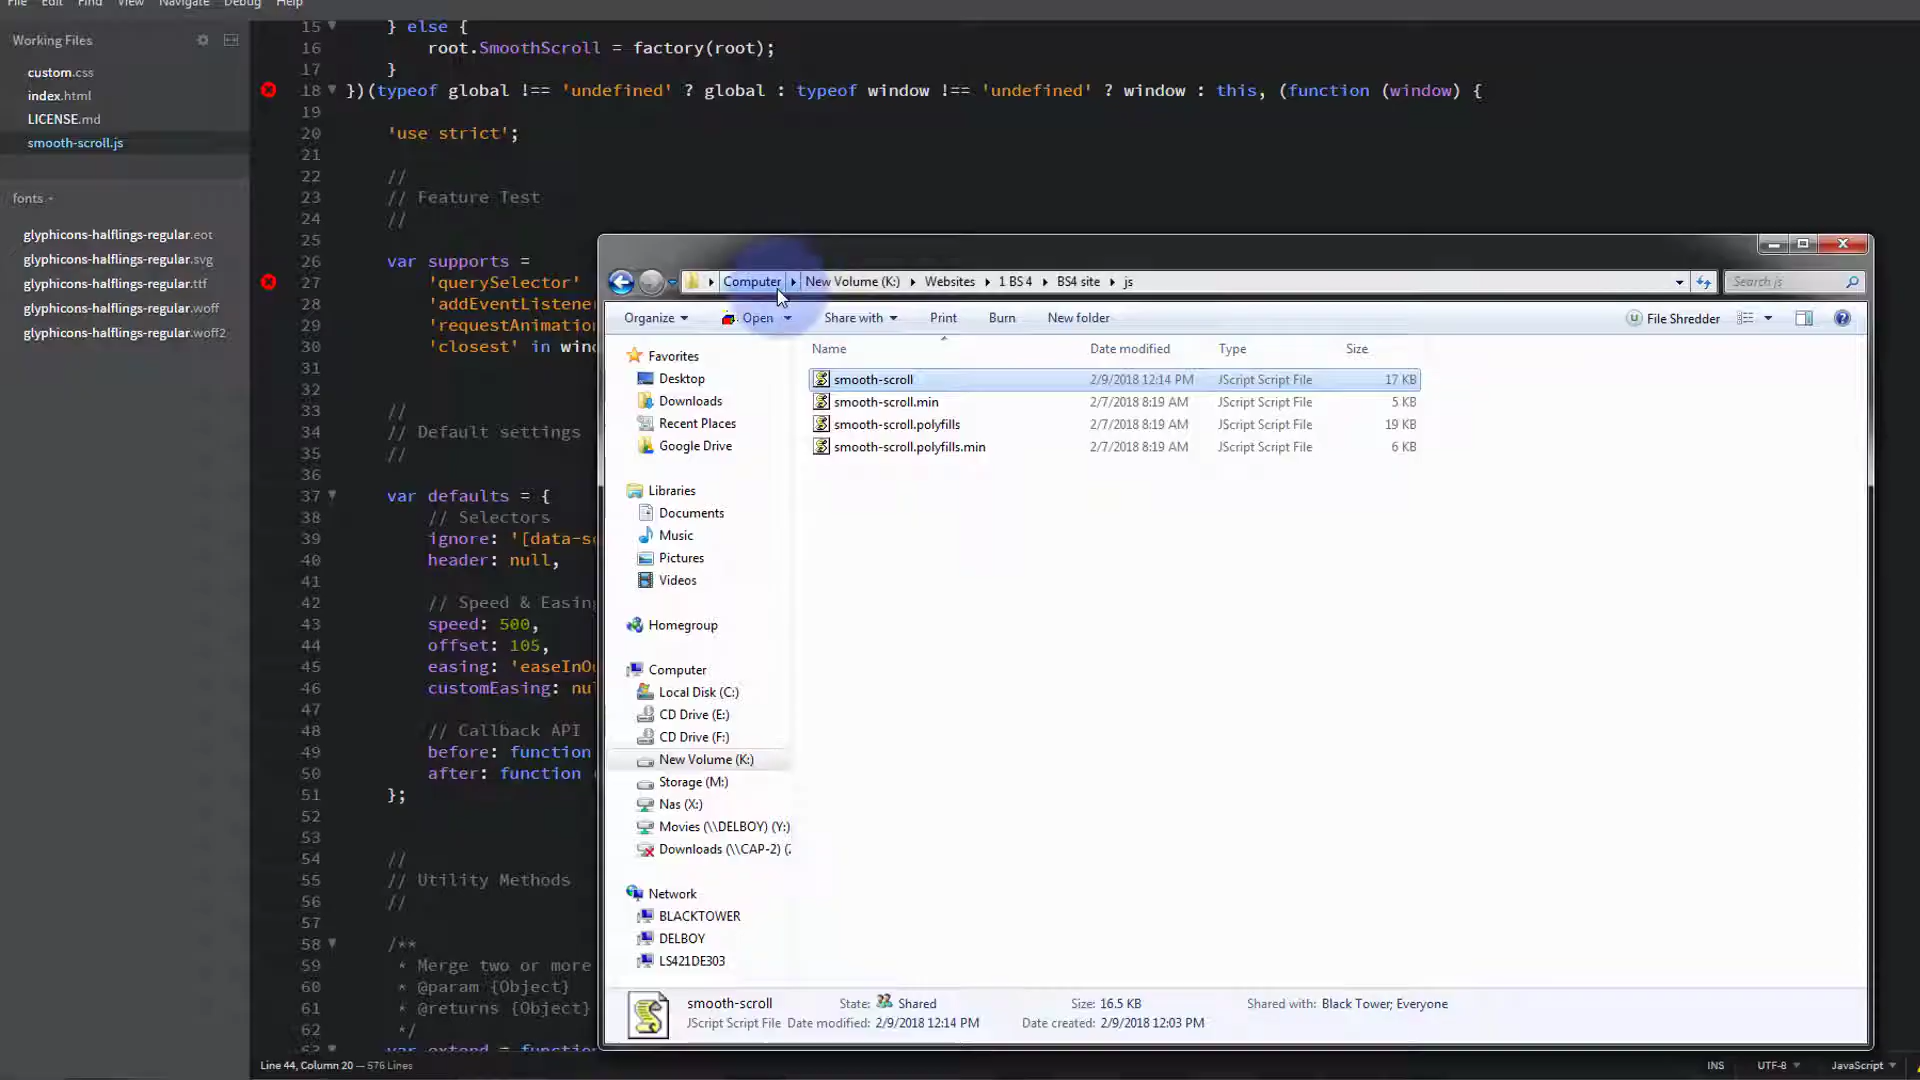 File Edit Find View Navigate Debug Help
Working Files
custom.css
index.html
LICENSE.md
smooth-scroll.js
fonts
glyphicons-halflings-regular.eot
glyphicons-halflings-regular.svg
glyphicons-halflings-regular.ttf
glyphicons-halflings-regular.woff
glyphicons-halflings-regular.woff2
15 } else {
16 root.SmoothScroll = factory(root);
17 }
18 })(typeof global !== 'undefined' ? global : typeof window !== 'undefined' ? window : this, (function (window) {
19
20 'use strict';
21
22 //
23 // Feature Test
24 //
25
26 var supports =
27 'querySelector'
28 'addEventListener
29 'requestAnimatio
30 'closest' in win
31
32
33 //
34 // Default settings
35 //
36
37 var defaults = {
38 // Selectors
39 ignore: '[data-s
40 header: null,
41
42 // Speed & Easing
43 speed: 500,
44 offset: 105,
45 easing: 'easeInO
46 customEasing: nu
47
48 // Callback API
49 before: function
50 after: function (
51 };
52
53
54 //
55 // Utility Methods
56 //
57
58 /**
59 * Merge two or more
60 * @param {Object}
61 * @returns {Object}
62 */
63 var extend = function
Line 44, Column 20 — 576 Lines
INS UTF-8 JavaScript
Computer New Volume (K:) Websites 1 BS 4 BS4 site js
Search js
Organize Open Share with Print Burn New folder File Shredder
Favorites
Desktop
Downloads
Recent Places
Google Drive
Libraries
Documents
Music
Pictures
Videos
Homegroup
Computer
Local Disk (C:)
CD Drive (E:)
CD Drive (F:)
New Volume (K:)
Storage (M:)
Nas (X:)
Movies (\\DELBOY) (Y:)
Downloads (\\CAP-2) (
Network
BLACKTOWER
DELBOY
LS421DE303
Name Date modified Type Size
smooth-scroll 2/9/2018 12:14 PM JScript Script File 17 KB
smooth-scroll.min 2/7/2018 8:19 AM JScript Script File 5 KB
smooth-scroll.polyfills 2/7/2018 8:19 AM JScript Script File 19 KB
smooth-scroll.polyfills.min 2/7/2018 8:19 AM JScript Script File 6 KB
smooth-scroll State: Shared Size: 16.5 KB Shared with: Black Tower; Everyone
JScript Script File Date modified: 2/9/2018 12:14 PM Date created: 2/9/2018 12:03 PM